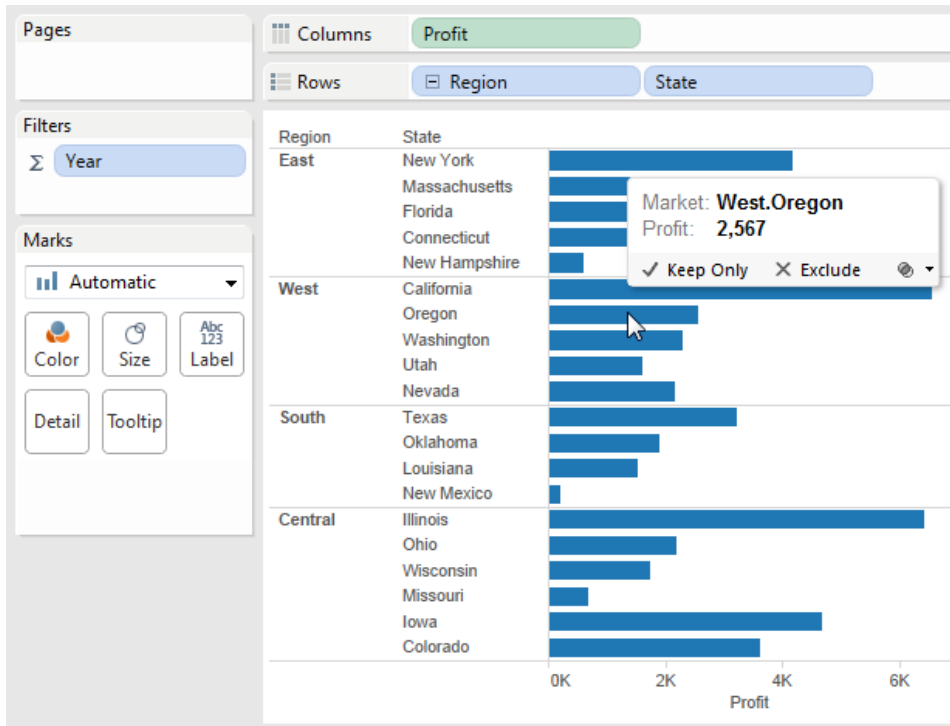 Pages
Columns Profit
Rows Region State
Filters
Σ Year
Marks
Automatic
Color
Size
Abc
123
Label
Detail
Tooltip
Region State
East New York
Massachusetts
Florida
Connecticut
New Hampshire
West California
Oregon
Washington
Utah
Nevada
South Texas
Oklahoma
Louisiana
New Mexico
Central Illinois
Ohio
Wisconsin
Missouri
Iowa
Colorado
Market: West.Oregon
Profit: 2,567
Keep Only Exclude
0K 2K 4K 6K
Profit